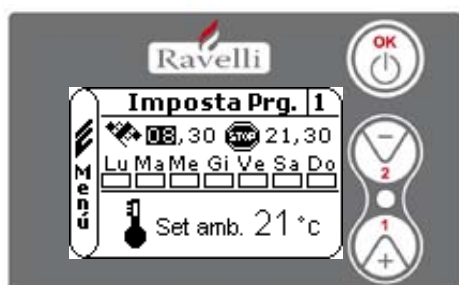 Ravelli
OK
Imposta Prg. 1
08,30 STOP 21,30
Lu Ma Me Gi Ve Sa Do
Menú
Set amb. 21 °c
−
2
1
+